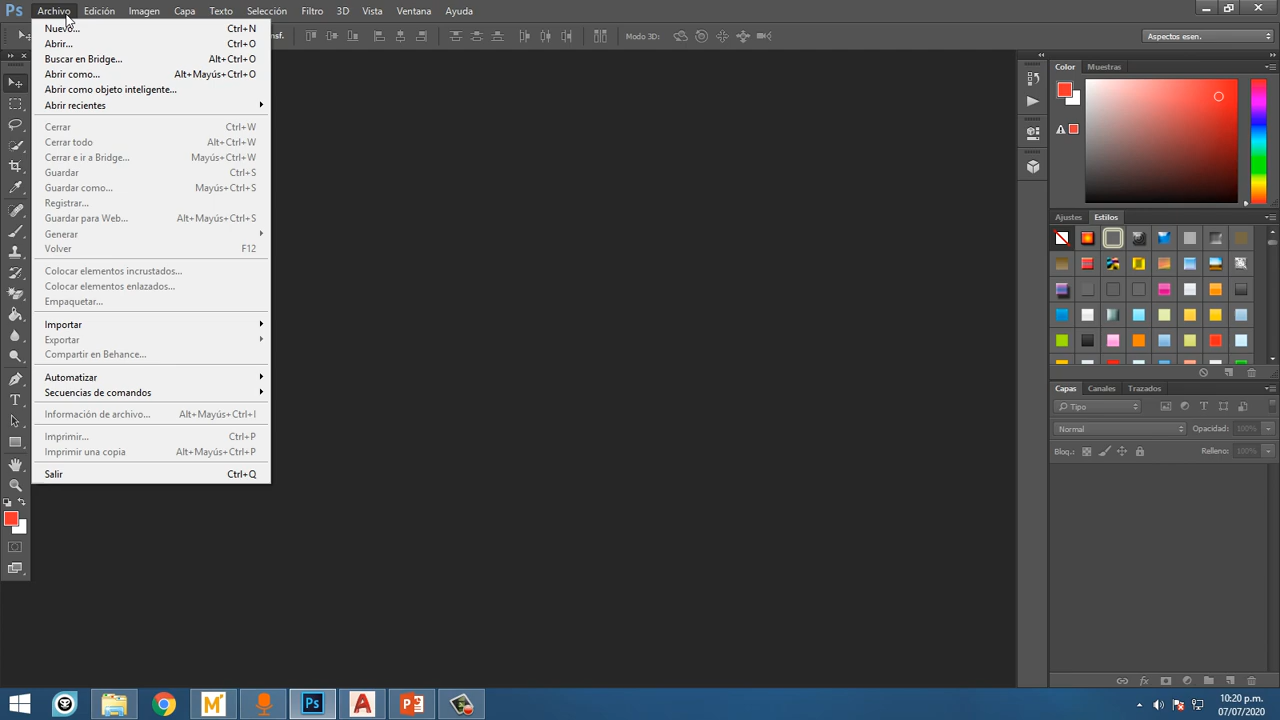 Ps Archivo Edición Imagen Capa Texto Selección Filtro 3D Vista Ventana Ayuda
nsf. Modo 3D: Aspectos esen.
Nuevo... Ctrl+N
Abrir... Ctrl+O
Buscar en Bridge... Alt+Ctrl+O
Abrir como... Alt+Mayús+Ctrl+O
Abrir como objeto inteligente...
Abrir recientes
Cerrar Ctrl+W
Cerrar todo Alt+Ctrl+W
Cerrar e ir a Bridge... Mayús+Ctrl+W
Guardar Ctrl+S
Guardar como... Mayús+Ctrl+S
Registrar...
Guardar para Web... Alt+Mayús+Ctrl+S
Generar
Volver F12
Colocar elementos incrustados...
Colocar elementos enlazados...
Empaquetar...
Importar
Exportar
Compartir en Behance...
Automatizar
Secuencias de comandos
Información de archivo... Alt+Mayús+Ctrl+I
Imprimir... Ctrl+P
Imprimir una copia Alt+Mayús+Ctrl+P
Salir Ctrl+Q
Color Muestras
Ajustes Estilos
Capas Canales Trazados
Tipo
Normal Opacidad: 100%
Bloq.: Relleno: 100%
Ps
10:20 p.m.
07/07/2020